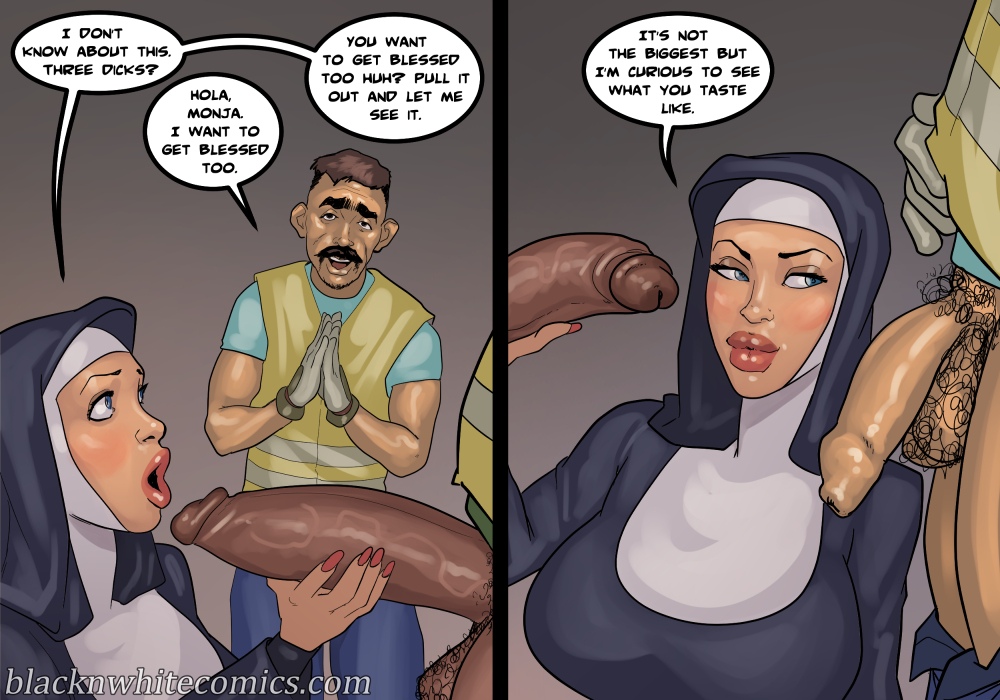 I DON'T
KNOW ABOUT THIS.
THREE DICKS?
HOLA,
MONJA.
I WANT TO
GET BLESSED
TOO.
YOU WANT
TO GET BLESSED
TOO HUH? PULL IT
OUT AND LET ME
SEE IT.
IT'S NOT
THE BIGGEST BUT
I'M CURIOUS TO SEE
WHAT YOU TASTE
LIKE.
blacknwhitecomics.com